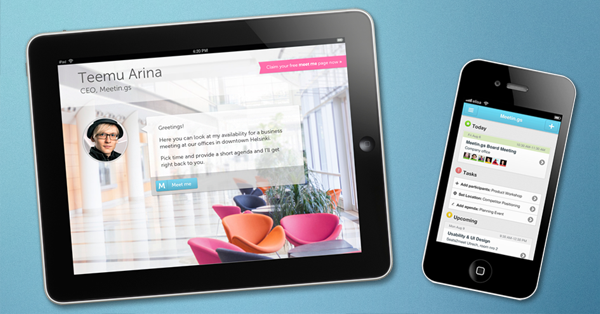 6:20 PM
Teemu Arina
CEO, Meetin.gs
Claim your free meet me page now
Greetings!
Here you can look at my availability for a business
meeting at our offices in downtown Helsinki
Pick time and provide a short agenda and I'll get
right back to you.
M Meet me
Meetin.gs
Today
Meetin.gs Board Meeting
Company office
Tasks
Add participants: Product Workshop
Set Location: Competitor Positioning
Add agenda: Planning Event
Upcoming
Usability & UI Design